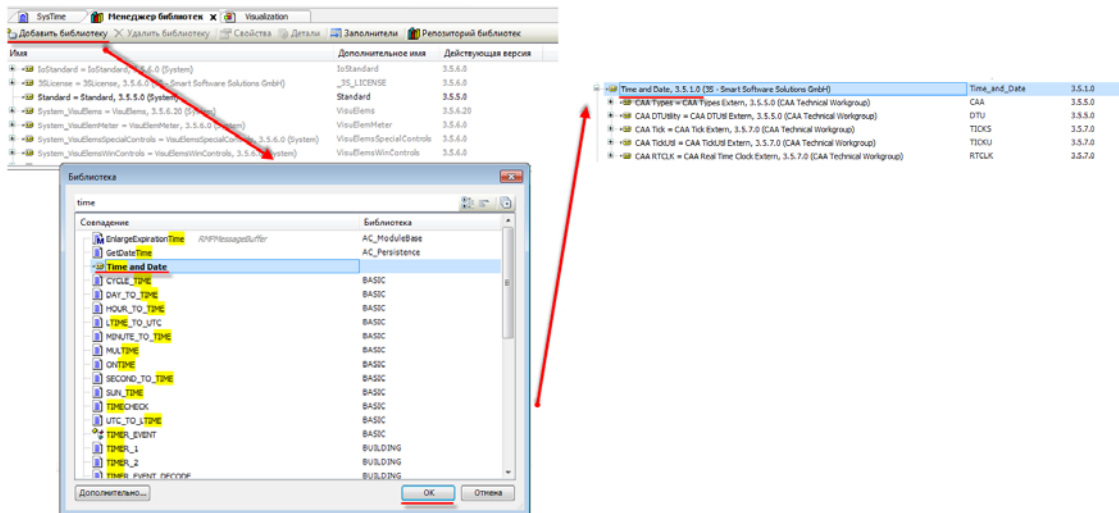 SysTime Менеджер библиотек X Visualization
Добавить библиотеку Удалить библиотеку Свойства Детали Заполнители Репозиторий библиотек
Имя Дополнительное имя Действующая версия
IoStandard = IoStandard, 3.5.6.0 (System) IoStandard 3.5.6.0
3SLicense = 3SLicense, 3.5.6.0 (3S - Smart Software Solutions GmbH) _3S_LICENSE 3.5.6.0
Standard = Standard, 3.5.5.0 (System) Standard 3.5.5.0
System_VisuElems = VisuElems, 3.5.6.20 (System) VisuElems 3.5.6.20
System_VisuElemMeter = VisuElemMeter, 3.5.6.0 (System) VisuElemMeter 3.5.6.0
System_VisuElemsSpecialControls = VisuElemsSpecialControls, 3.5.6.0 (System) VisuElemsSpecialControls 3.5.6.0
System_VisuElemsWinControls = VisuElemsWinControls, 3.5.6.0 (System) VisuElemsWinControls 3.5.6.0
Time and Date, 3.5.1.0 (3S - Smart Software Solutions GmbH) Time_and_Date 3.5.1.0
CAA Types = CAA Types Extern, 3.5.5.0 (CAA Technical Workgroup) CAA 3.5.5.0
CAA DTUtility = CAA DTUtil Extern, 3.5.5.0 (CAA Technical Workgroup) DTU 3.5.5.0
CAA Tick = CAA Tick Extern, 3.5.7.0 (CAA Technical Workgroup) TICKS 3.5.7.0
CAA TickUtil = CAA TickUtil Extern, 3.5.7.0 (CAA Technical Workgroup) TICKU 3.5.7.0
CAA RTCLK = CAA Real Time Clock Extern, 3.5.7.0 (CAA Technical Workgroup) RTCLK 3.5.7.0
Библиотека
time
Совпадение Библиотека
EnlargeExpirationTime RMFMessageBuffer AC_ModuleBase
GetDateTime AC_Persistence
Time and Date
CYCLE_TIME BASIC
DAY_TO_TIME BASIC
HOUR_TO_TIME BASIC
LTIME_TO_UTC BASIC
MINUTE_TO_TIME BASIC
MULTIME BASIC
ONTIME BASIC
SECOND_TO_TIME BASIC
SUN_TIME BASIC
TIMECHECK BASIC
UTC_TO_LTIME BASIC
TIMER_EVENT BASIC
TIMER_1 BUILDING
TIMER_2 BUILDING
TIMER_EVENT_DECODE BUILDING
Дополнительно... OK Отмена